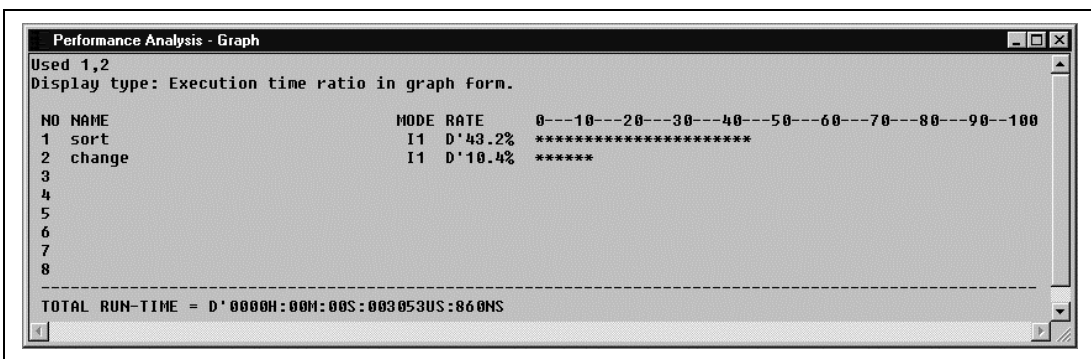 Performance Analysis - Graph
Used 1,2
Display type: Execution time ratio in graph form.
NO NAME MODE RATE 0---10---20---30---40---50---60---70---80---90--100
1 sort I1 D'43.2% **********************
2 change I1 D'10.4% ******
3
4
5
6
7
8
--------------------------------------------------------------------------------------------------
TOTAL RUN-TIME = D'0000H:00M:00S:003053US:860NS